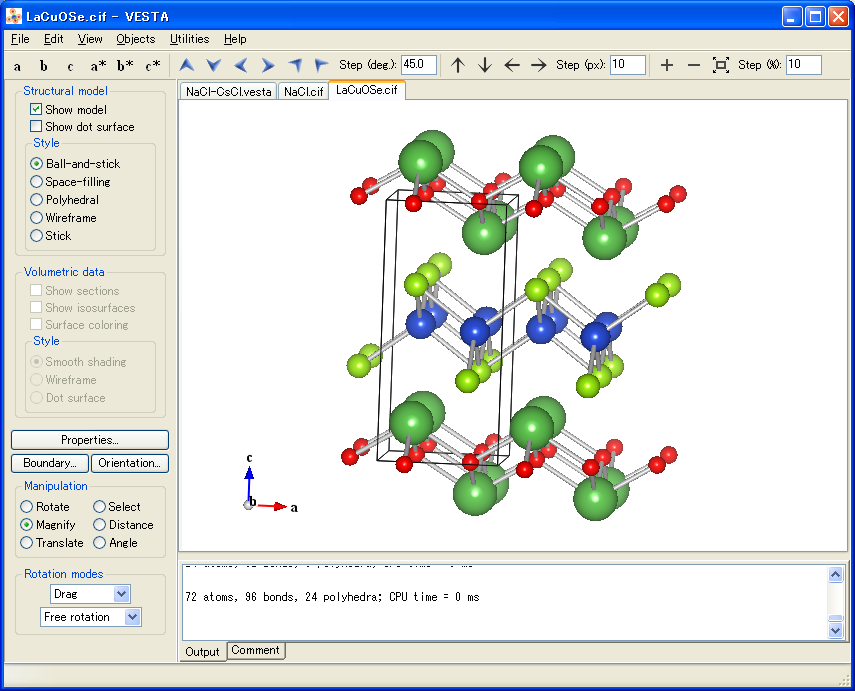 LaCuOSe.cif - VESTA
File Edit View Objects Utilities Help
a b c a* b* c* Step (deg.): 45.0 Step (px): 10 Step (%): 10
NaCl-CsCl.vesta NaCl.cif LaCuOSe.cif
Structural model
Show model
Show dot surface
Style
Ball-and-stick
Space-filling
Polyhedral
Wireframe
Stick
Volumetric data
Show sections
Show isosurfaces
Surface coloring
Style
Smooth shading
Wireframe
Dot surface
Properties...
Boundary... Orientation...
Manipulation
Rotate Select
Magnify Distance
Translate Angle
Rotation modes
Drag
Free rotation
c
b
a
72 atoms, 96 bonds, 24 polyhedra; CPU time = 0 ms
Output Comment